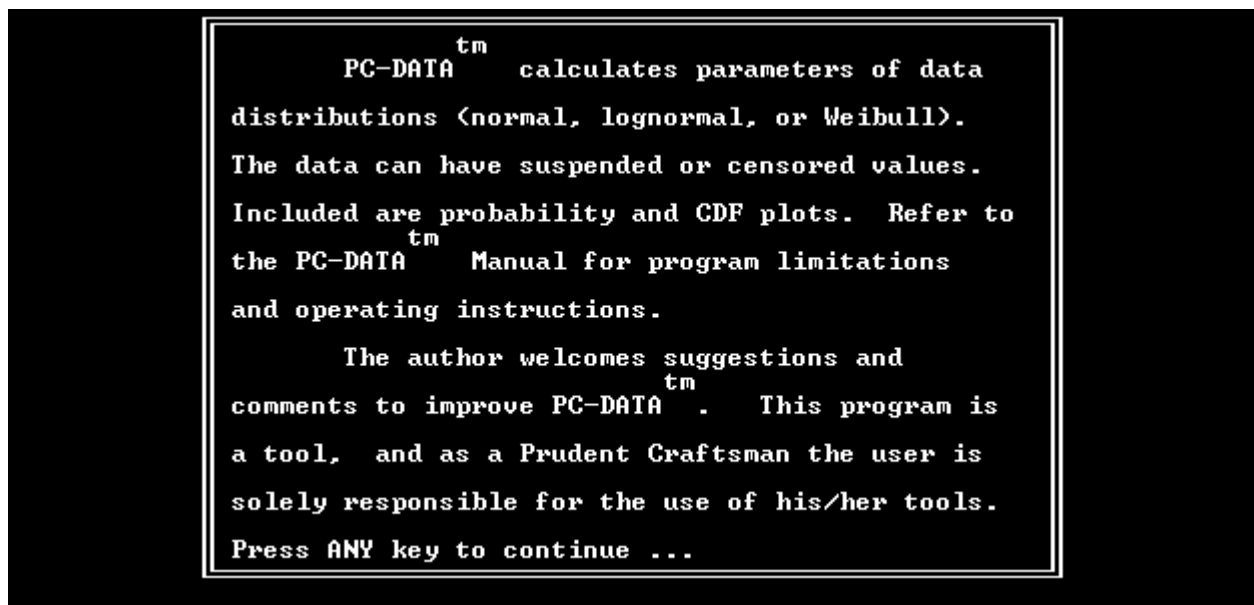 PC-DATA tm calculates parameters of data
distributions (normal, lognormal, or Weibull).
The data can have suspended or censored values.
Included are probability and CDF plots. Refer to
the PC-DATA tm Manual for program limitations
and operating instructions.
The author welcomes suggestions and
comments to improve PC-DATA tm. This program is
a tool, and as a Prudent Craftsman the user is
solely responsible for the use of his/her tools.
Press ANY key to continue ...